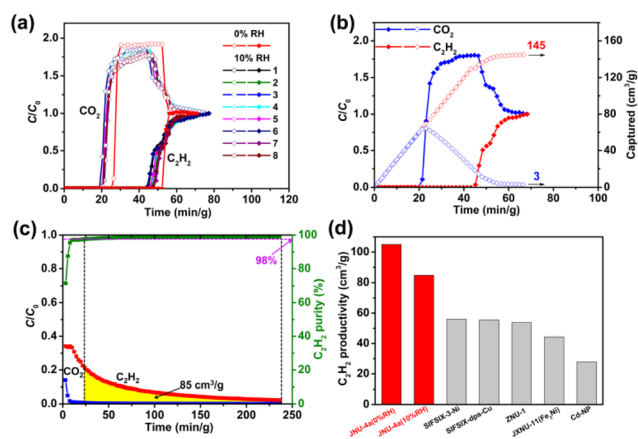 (a)
0% RH
10% RH
1
2
3
4
5
6
7
8
CO2
C2H2
C/C0
2.0
1.5
1.0
0.5
0.0
0 20 40 60 80 100 120
Time (min/g)
(b)
CO2
C2H2
145
3
C/C0
2.0
1.5
1.0
0.5
0.0
Captured (cm3/g)
160
120
80
40
0
0 20 40 60 80 100
Time (min/g)
(c)
98%
CO2
C2H2
85 cm3/g
C/C0
1.0
0.8
0.6
0.4
0.2
0.0
C2H2 purity (%)
100
80
60
40
20
0
0 50 100 150 200 250
Time (min/g)
(d)
C2H2 productivity (cm3/g)
120
100
80
60
40
20
0
JNU-4a(0%RH)
JNU-4a(10%RH)
SIFSIX-3-Ni
SIFSIX-dps-Cu
ZNU-1
JXNU-11(Fe2Ni)
Cd-NP